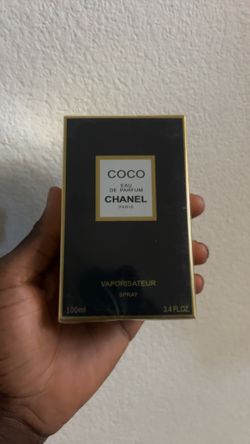 COCO
EAU
DE PARFUM
CHANEL
PARIS
VAPORISATEUR
SPRAY
100ml 3.4 FL.OZ.